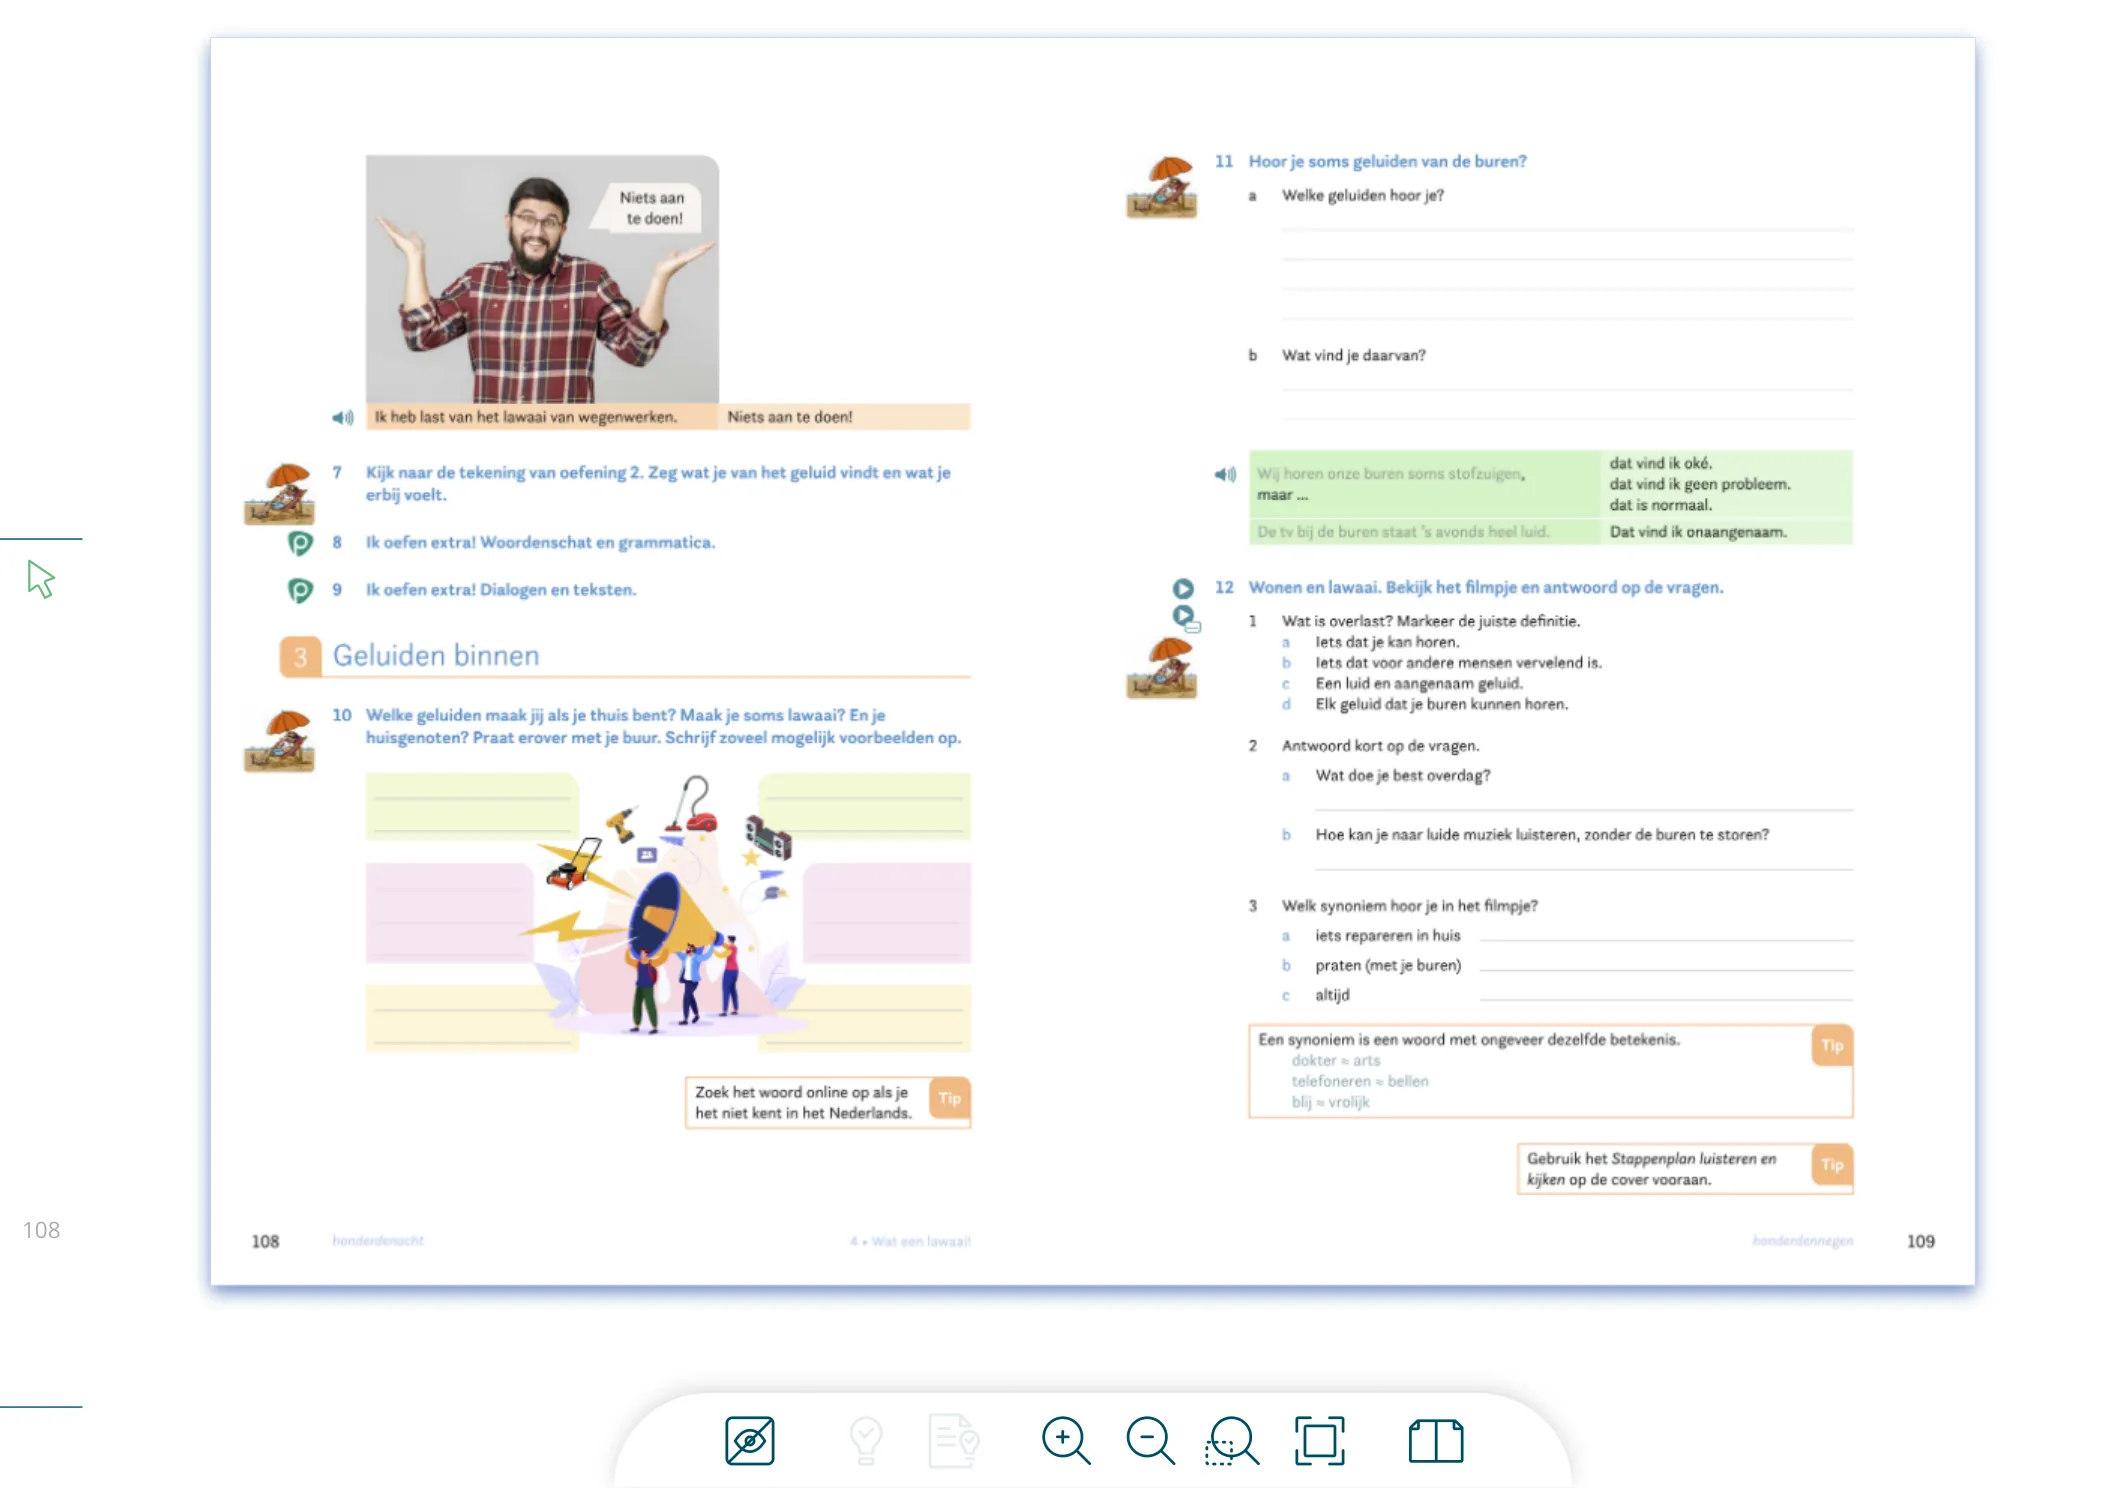 Niets aan
te doen!
Ik heb last van het lawaai van wegenwerken. Niets aan te doen!
7 Kijk naar de tekening van oefening 2. Zeg wat je van het geluid vindt en wat je
erbij voelt.
8 Ik oefen extra! Woordenschat en grammatica.
9 Ik oefen extra! Dialogen en teksten.
3 Geluiden binnen
10 Welke geluiden maak jij als je thuis bent? Maak je soms lawaai? En je
huisgenoten? Praat erover met je buur. Schrijf zoveel mogelijk voorbeelden op.
Zoek het woord online op als je
het niet kent in het Nederlands.
Tip
108 honderdenacht 4 • Wat een lawaai!
11 Hoor je soms geluiden van de buren?
a Welke geluiden hoor je?
b Wat vind je daarvan?
Wij horen onze buren soms stofzuigen,
maar ...
dat vind ik oké.
dat vind ik geen probleem.
dat is normaal.
De tv bij de buren staat 's avonds heel luid. Dat vind ik onaangenaam.
12 Wonen en lawaai. Bekijk het filmpje en antwoord op de vragen.
1 Wat is overlast? Markeer de juiste definitie.
a Iets dat je kan horen.
b Iets dat voor andere mensen vervelend is.
c Een luid en aangenaam geluid.
d Elk geluid dat je buren kunnen horen.
2 Antwoord kort op de vragen.
a Wat doe je best overdag?
b Hoe kan je naar luide muziek luisteren, zonder de buren te storen?
3 Welk synoniem hoor je in het filmpje?
a iets repareren in huis
b praten (met je buren)
c altijd
Een synoniem is een woord met ongeveer dezelfde betekenis.
dokter ≈ arts
telefoneren ≈ bellen
blij ≈ vrolijk
Tip
Gebruik het Stappenplan luisteren en
kijken op de cover vooraan.
Tip
honderdennegen 109
108